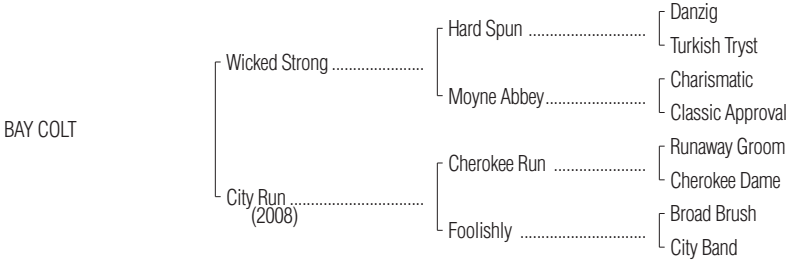 Danzig
Hard Spun ............................
Turkish Tryst
Wicked Strong ......................
Charismatic
Moyne Abbey........................
Classic Approval
BAY COLT
Runaway Groom
Cherokee Run ......................
Cherokee Dame
City Run ................................
(2008)
Broad Brush
Foolishly ..............................
City Band